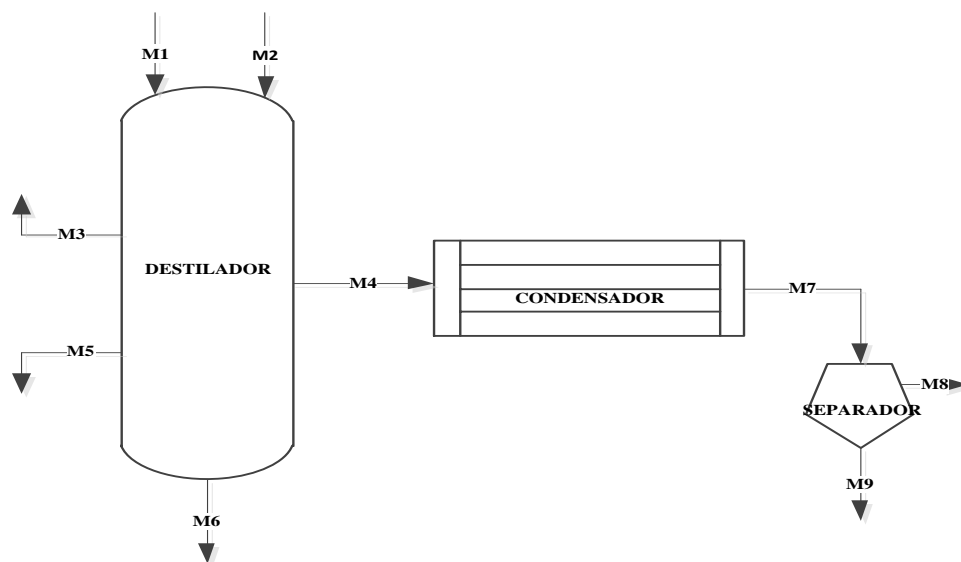 M1
M2
M3
DESTILADOR
M4
M5
M6
CONDENSADOR
M7
M8
SEPARADOR
M9